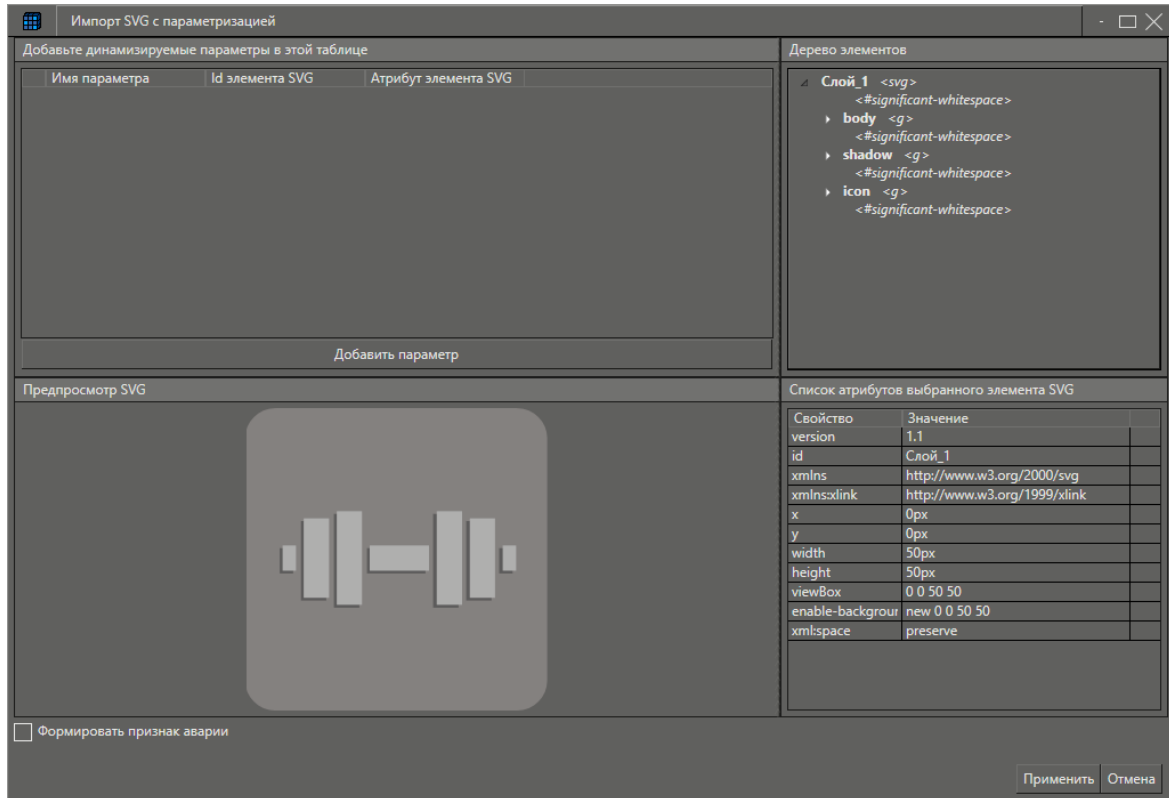 Импорт SVG с параметризацией
Добавьте динамизируемые параметры в этой таблице
Имя параметра Id элемента SVG Атрибут элемента SVG
Добавить параметр
Дерево элементов
Слой_1 <svg>
<#significant-whitespace>
body <g>
<#significant-whitespace>
shadow <g>
<#significant-whitespace>
icon <g>
<#significant-whitespace>
Предпросмотр SVG
Список атрибутов выбранного элемента SVG
Свойство Значение
version 1.1
id Слой_1
xmlns http://www.w3.org/2000/svg
xmlns:xlink http://www.w3.org/1999/xlink
x 0px
y 0px
width 50px
height 50px
viewBox 0 0 50 50
enable-backgrour new 0 0 50 50
xml:space preserve
Формировать признак аварии
Применить Отмена